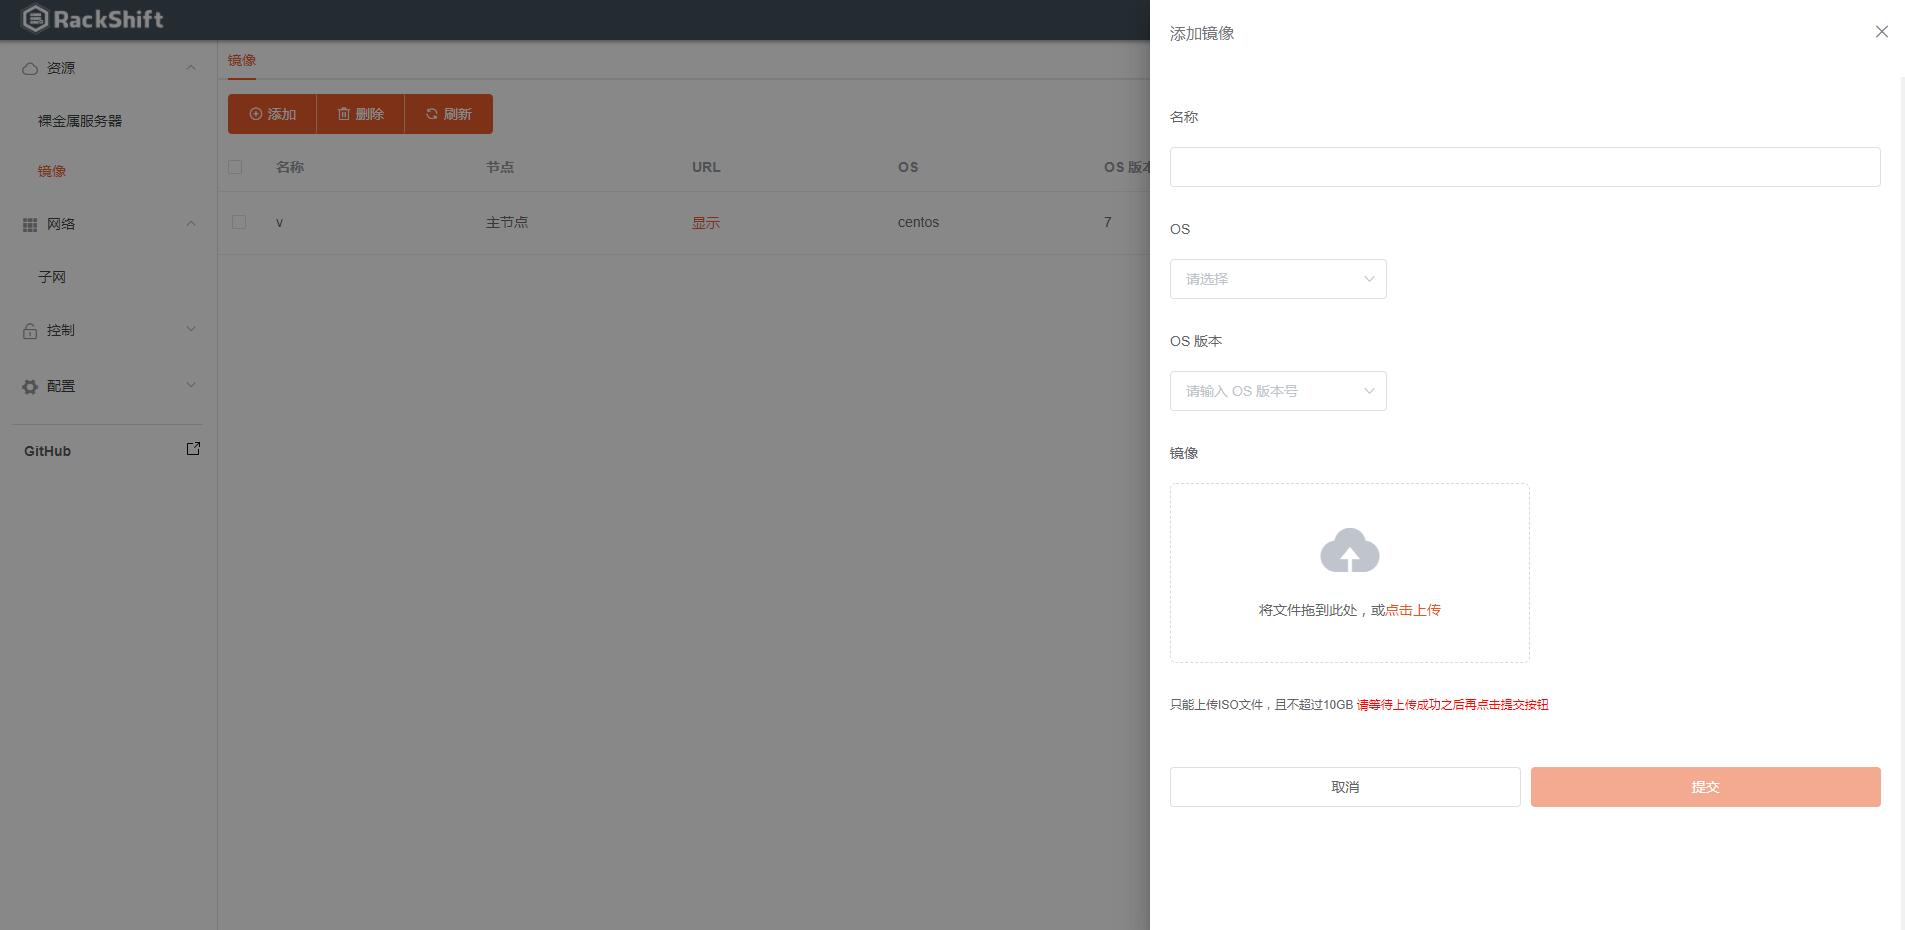 RackShift
资源
裸金属服务器
镜像
网络
子网
控制
配置
GitHub
镜像
添加 删除 刷新
名称 节点 URL OS OS 版本
v 主节点 显示 centos 7
添加镜像
名称
OS
请选择
OS 版本
请输入 OS 版本号
镜像
将文件拖到此处，或点击上传
只能上传ISO文件，且不超过10GB 请等待上传成功之后再点击提交按钮
取消 提交